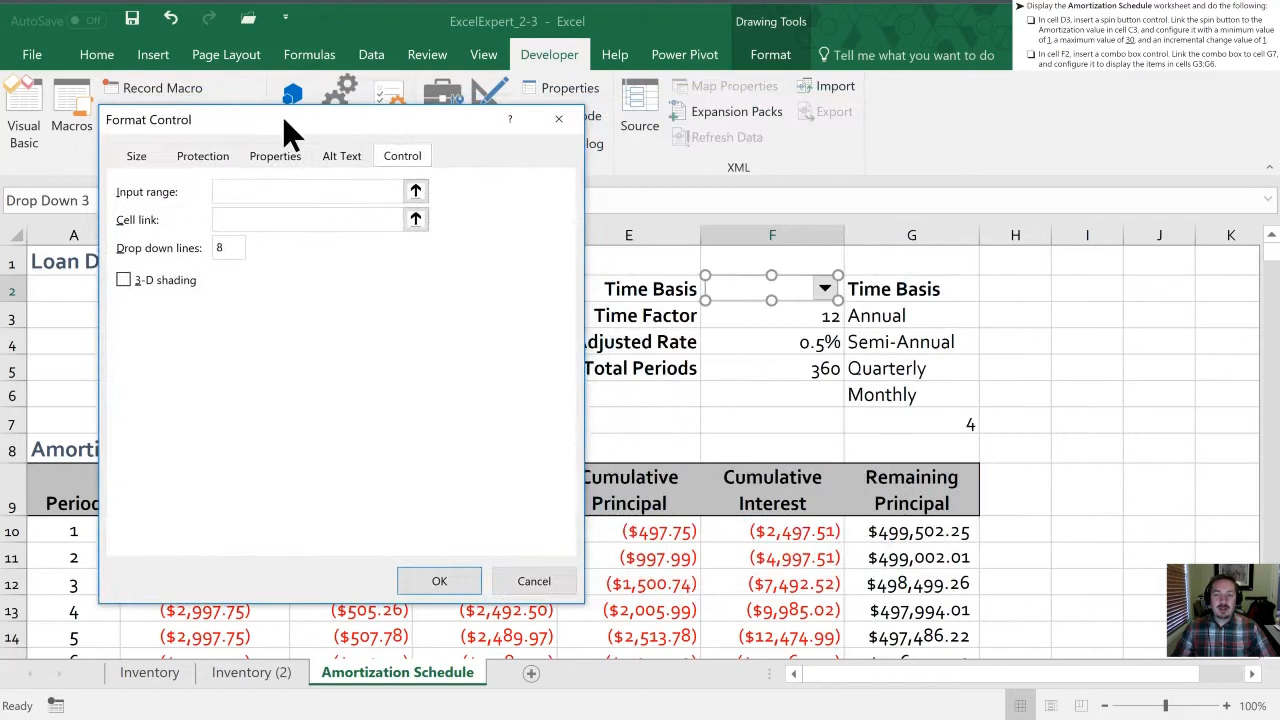 AutoSave Off
ExcelExpert_2-3 - Excel
Drawing Tools
Display the Amortization Schedule worksheet and do the following:
In cell D3, insert a spin button control. Link the spin button to the
Amortization value in cell C3, and configure it with a minimum value
of 1 a maximum value of 30, and an incremental change value of 1
In cell F2, insert a combo box control. Link the combo box to cell G7,
and configure it to display the items in cells G3:G6.
File Home Insert Page Layout Formulas Data Review View Developer Help Power Pivot Format Tell me what you want to do
Visual
Basic
Macros
Record Macro
Properties
Source
Map Properties
Expansion Packs
Refresh Data
Import
Export
XML
Format Control
?
Size Protection Properties Alt Text Control
Input range:
Cell link:
Drop down lines: 8
3-D shading
OK Cancel
Drop Down 3
A E F G H I J K
1 Loan D
2 Time Basis Time Basis
3 Time Factor 12 Annual
4 djusted Rate 0.5% Semi-Annual
5 Total Periods 360 Quarterly
6 Monthly
7 4
8 Amorti
9 Period Cumulative Principal Cumulative Interest Remaining Principal
10 1 ($497.75) ($2,497.51) $499,502.25
11 2 ($997.99) ($4,997.51) $499,002.01
12 3 ($1,500.74) ($7,492.52) $498,499.26
13 4 ($2,997.75) ($505.26) ($2,492.50) ($2,005.99) ($9,985.02) $497,994.01
14 5 ($2,997.75) ($507.78) ($2,489.97) ($2,513.78) ($12,474.99) $497,486.22
Inventory Inventory (2) Amortization Schedule
Ready
100%